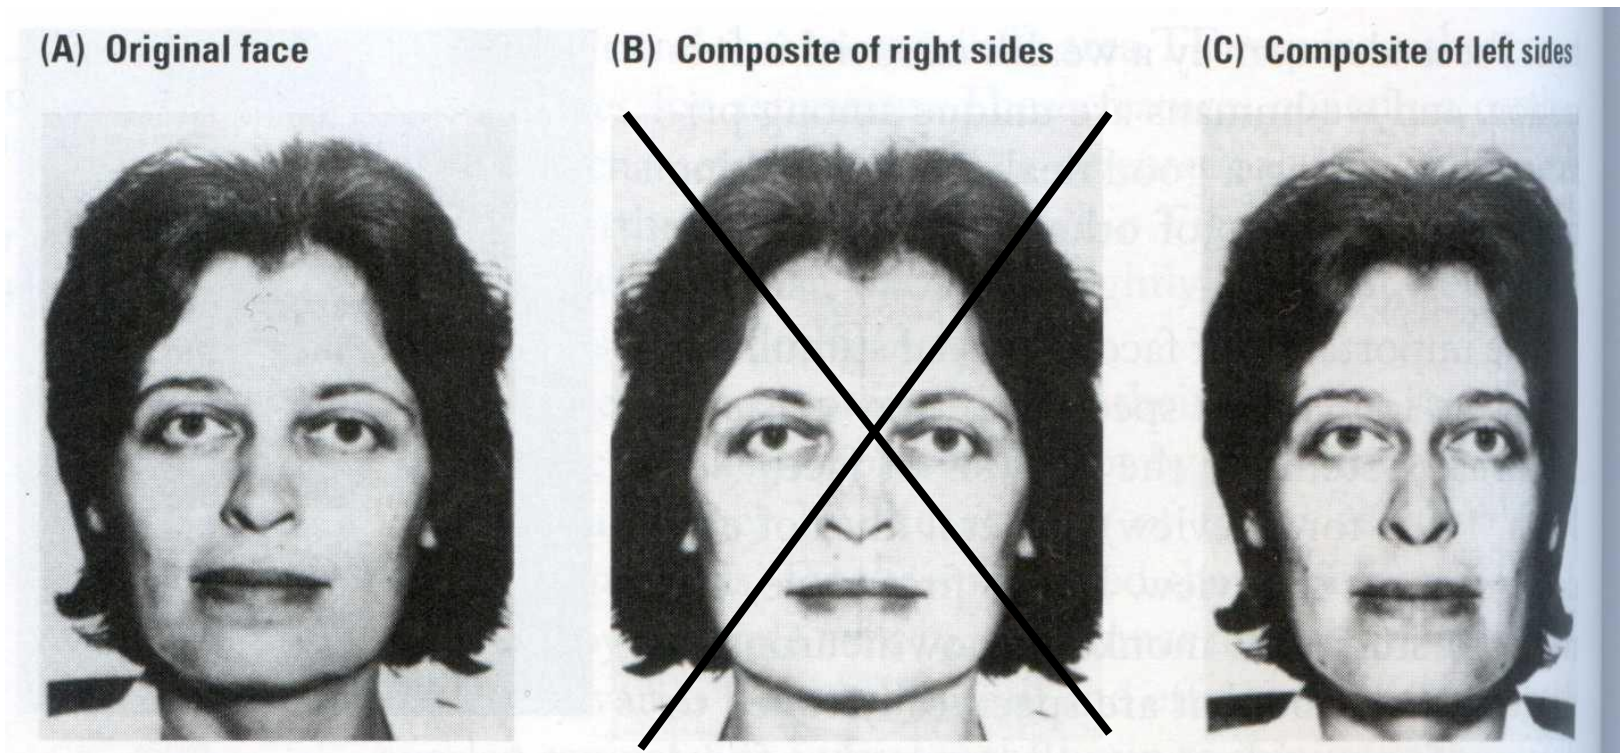 (A) Original face
(B) Composite of right sides
(C) Composite of left sides